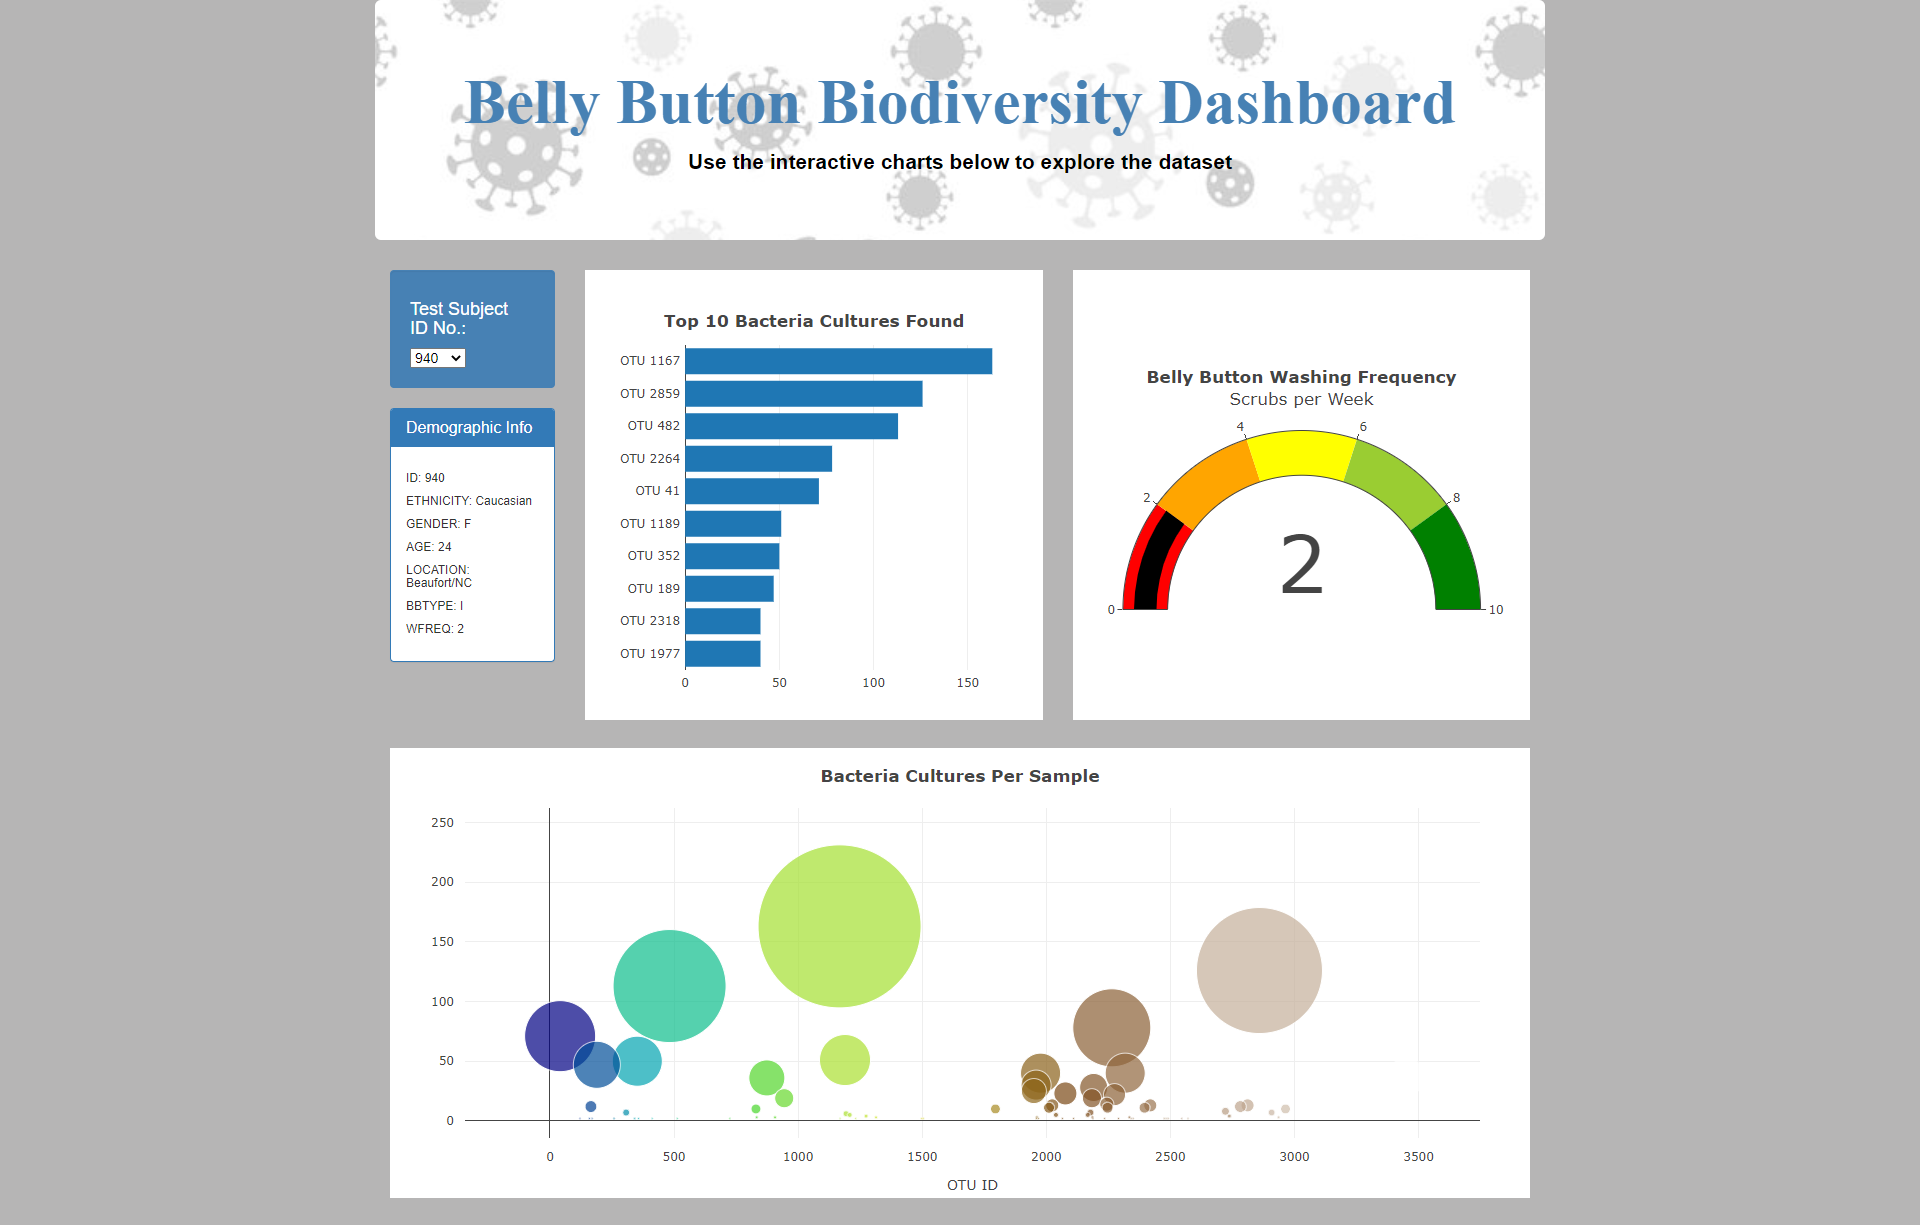 Belly Button Biodiversity Dashboard
Use the interactive charts below to explore the dataset
Test Subject
ID No.:
940
Demographic Info
ID: 940
ETHNICITY: Caucasian
GENDER: F
AGE: 24
LOCATION:
Beaufort/NC
BBTYPE: I
WFREQ: 2
Top 10 Bacteria Cultures Found
OTU 1167
OTU 2859
OTU 482
OTU 2264
OTU 41
OTU 1189
OTU 352
OTU 189
OTU 2318
OTU 1977
0 50 100 150
Belly Button Washing Frequency
Scrubs per Week
4 6
2 8
2
0 10
Bacteria Cultures Per Sample
250
200
150
100
50
0
0 500 1000 1500 2000 2500 3000 3500
OTU ID